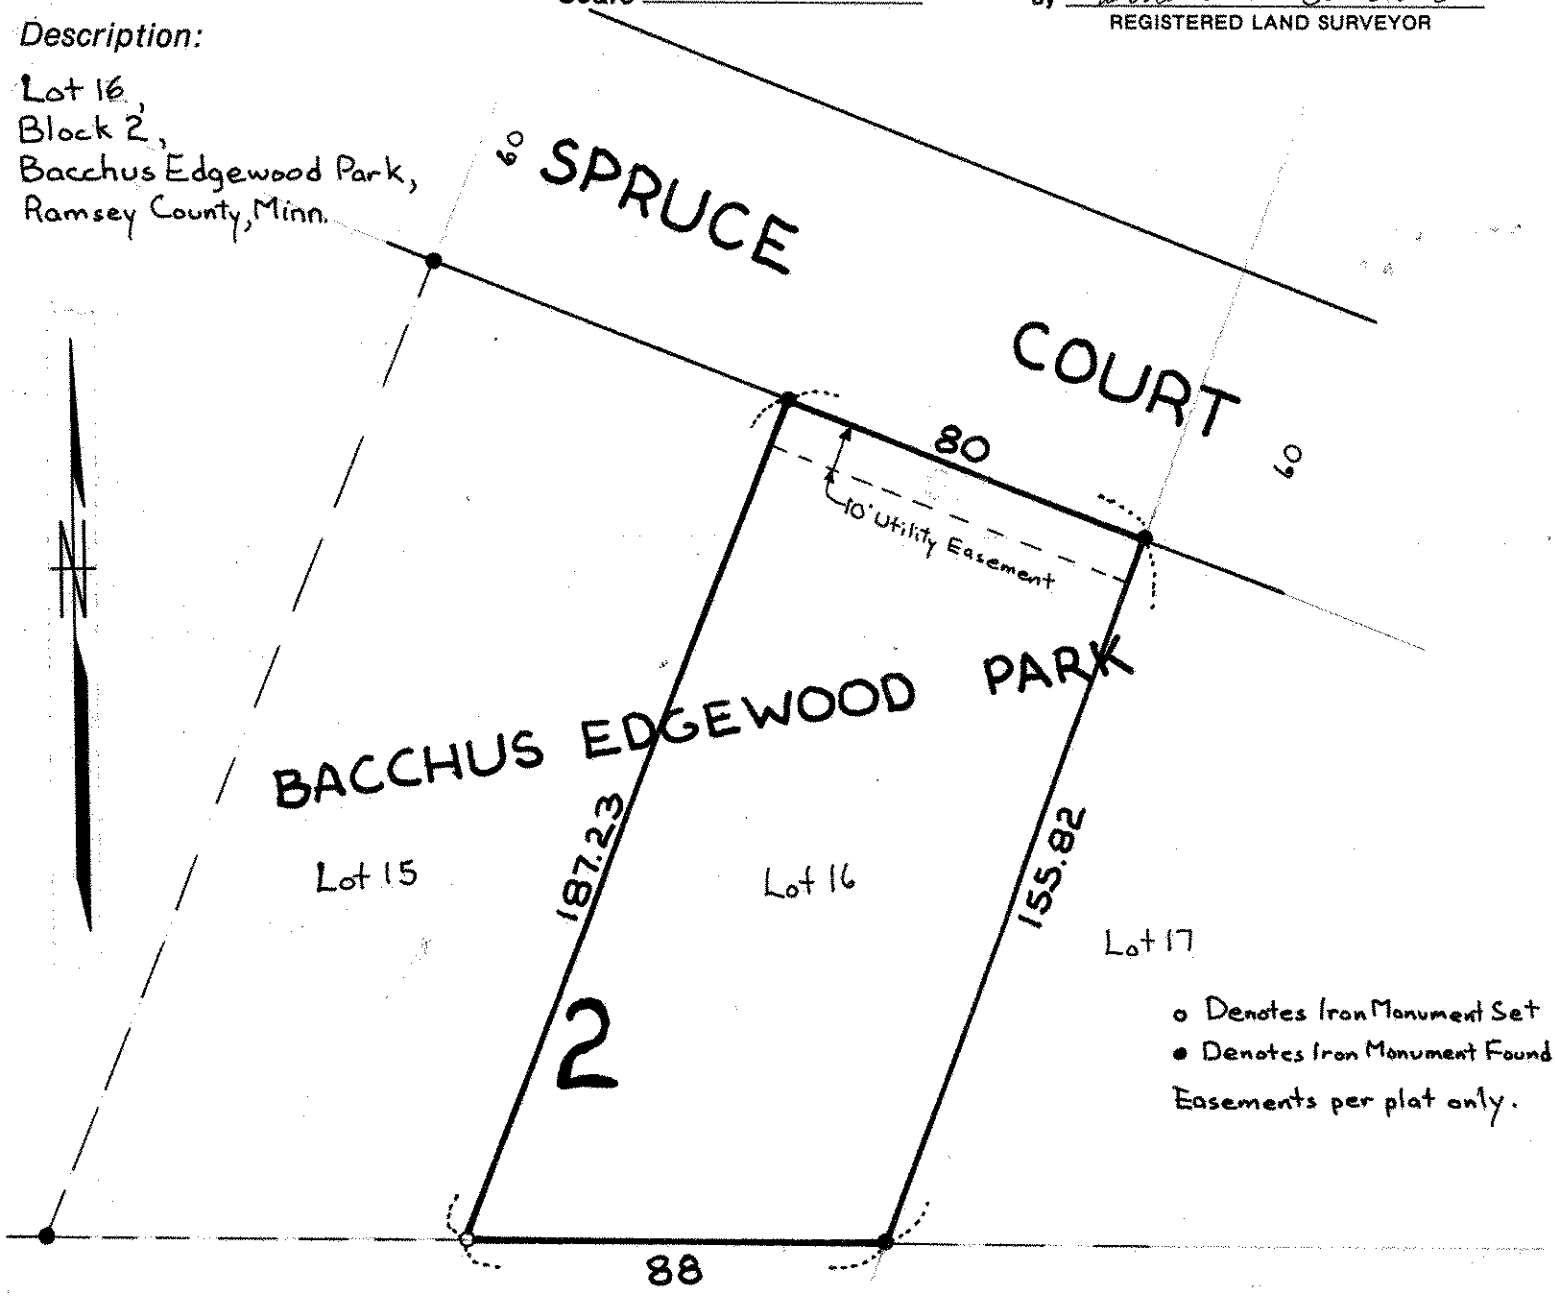 Scale
By
REGISTERED LAND SURVEYOR
Description:
Lot 16,
Block 2,
Bacchus Edgewood Park,
Ramsey County, Minn.
60
SPRUCE COURT
60
80
10' Utility Easement
N
BACCHUS EDGEWOOD PARK
187.23
155.82
Lot 15
Lot 16
Lot 17
2
o Denotes Iron Monument Set
● Denotes Iron Monument Found
Easements per plat only.
88